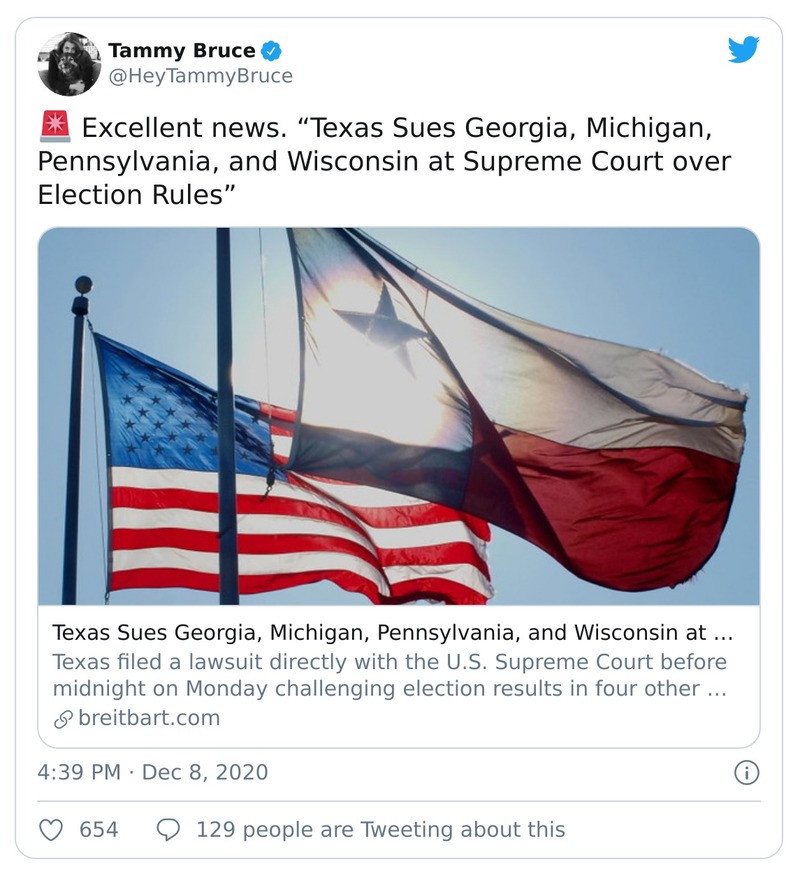 Tammy Bruce
@HeyTammyBruce
🚨 Excellent news. “Texas Sues Georgia, Michigan,
Pennsylvania, and Wisconsin at Supreme Court over
Election Rules”
Texas Sues Georgia, Michigan, Pennsylvania, and Wisconsin at ...
Texas filed a lawsuit directly with the U.S. Supreme Court before
midnight on Monday challenging election results in four other ...
breitbart.com
4:39 PM · Dec 8, 2020
654 129 people are Tweeting about this